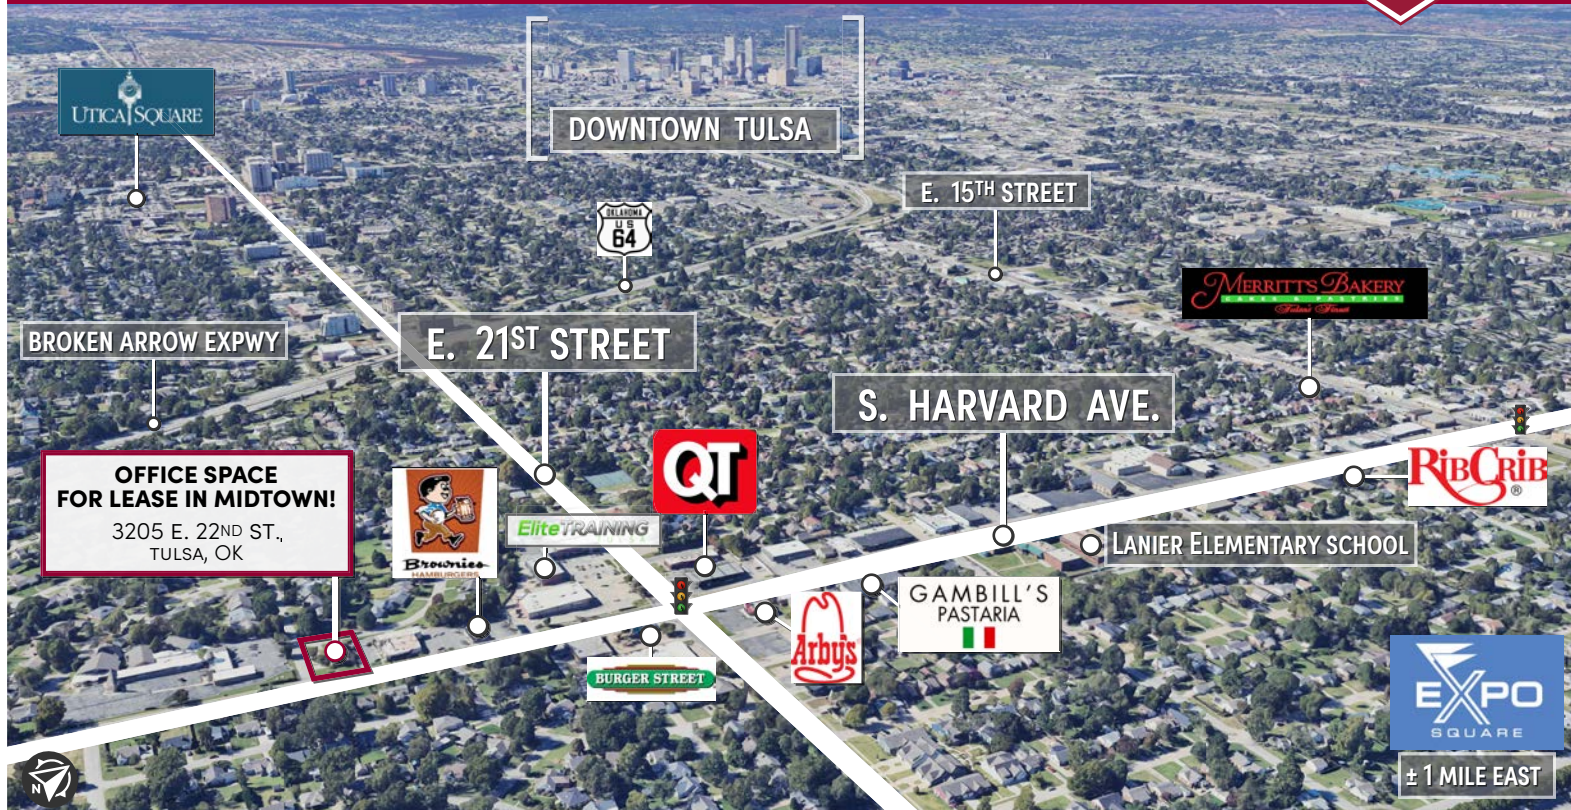 UTICA SQUARE
DOWNTOWN TULSA
E. 15TH STREET
OKLAHOMA
US
64
MERRITT'S BAKERY
CAKES & PASTRIES
BROKEN ARROW EXPWY
E. 21ST STREET
S. HARVARD AVE.
OFFICE SPACE
FOR LEASE IN MIDTOWN!
3205 E. 22ND ST.,
TULSA, OK
QT
RibCrib
®
EliteTRAINING
Brownies
HAMBURGERS
LANIER ELEMENTARY SCHOOL
GAMBILL'S
PASTARIA
Arby's
BURGER STREET
EXPO
SQUARE
± 1 MILE EAST
N